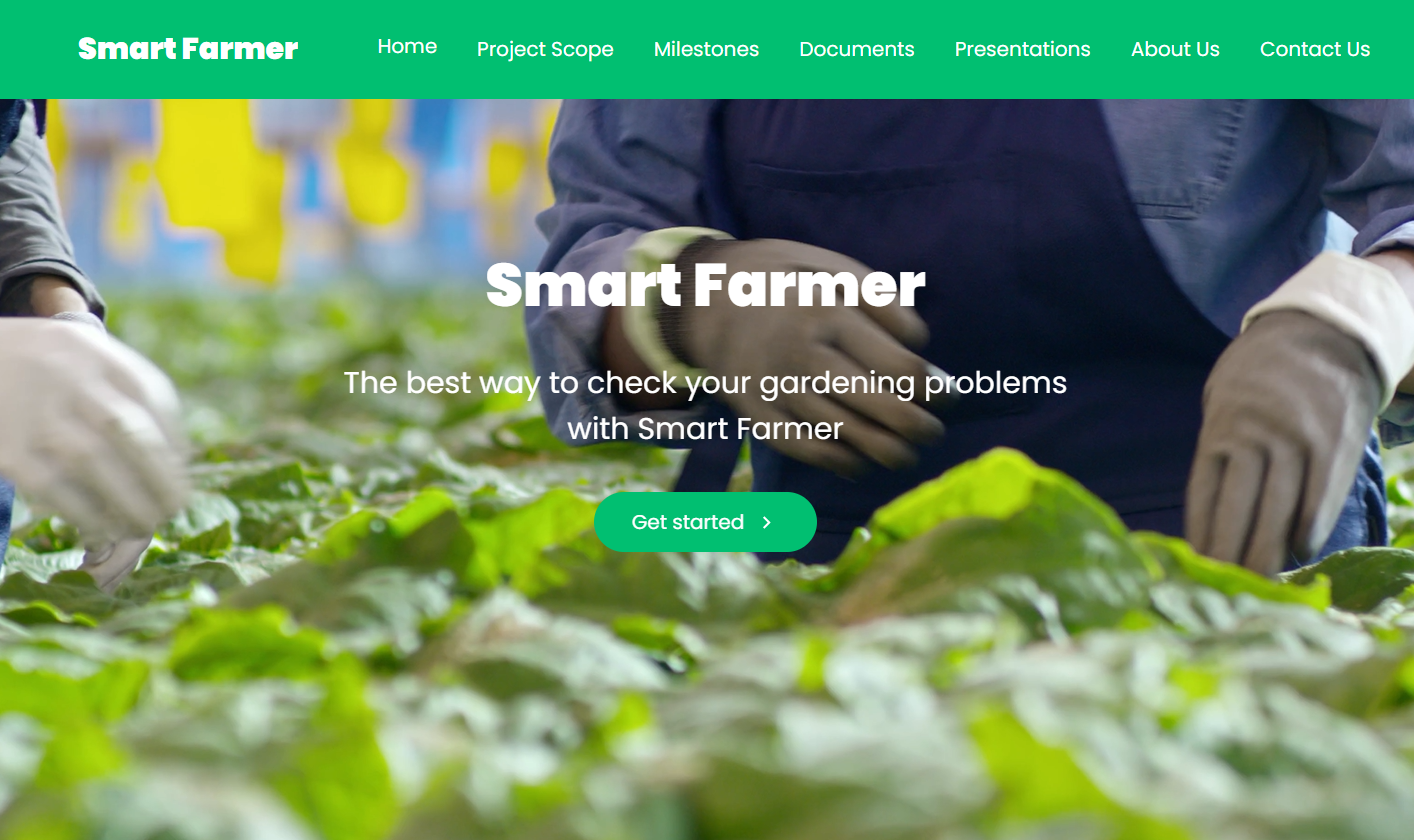 Smart Farmer Home Project Scope Milestones Documents Presentations About Us Contact Us
Smart Farmer
The best way to check your gardening problems
with Smart Farmer
Get started